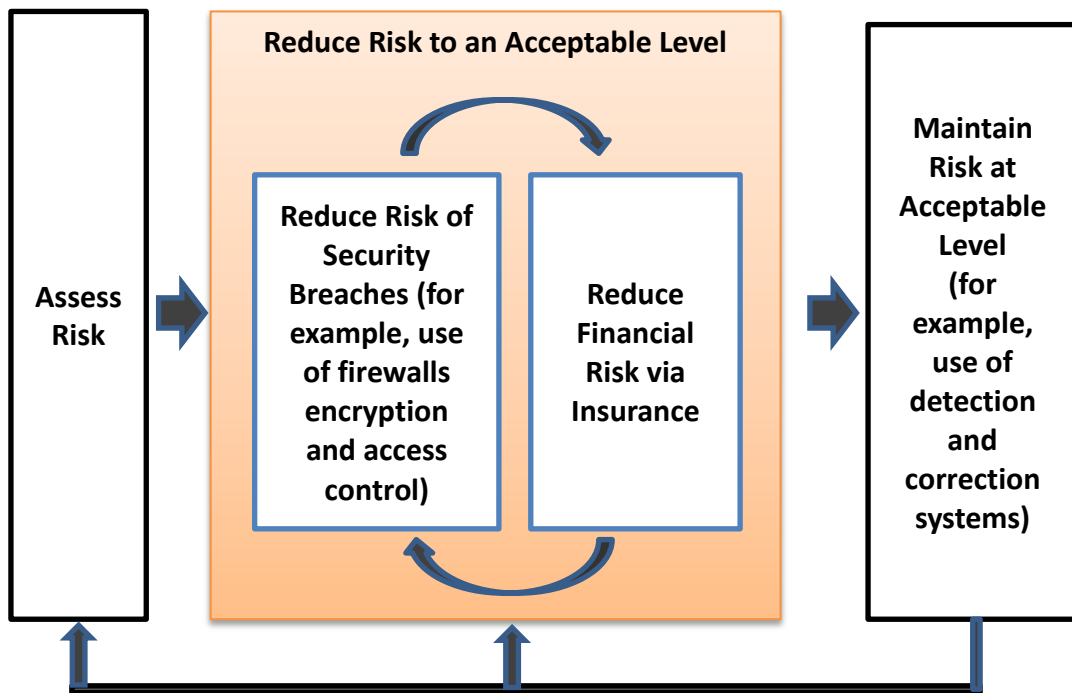 Reduce Risk to an Acceptable Level
Assess
Risk
Reduce Risk of
Security
Breaches (for
example, use
of firewalls
encryption
and access
control)
Reduce
Financial
Risk via
Insurance
Maintain
Risk at
Acceptable
Level
(for
example,
use of
detection
and
correction
systems)